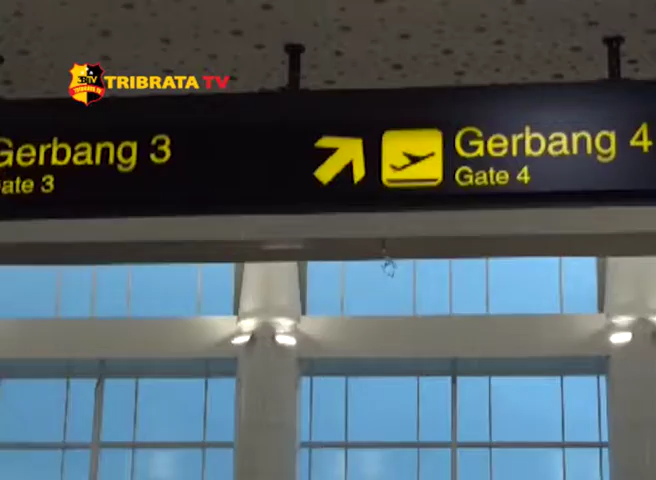 TRIBRATA TV
Gerbang 3
Gate 3
Gerbang 4
Gate 4